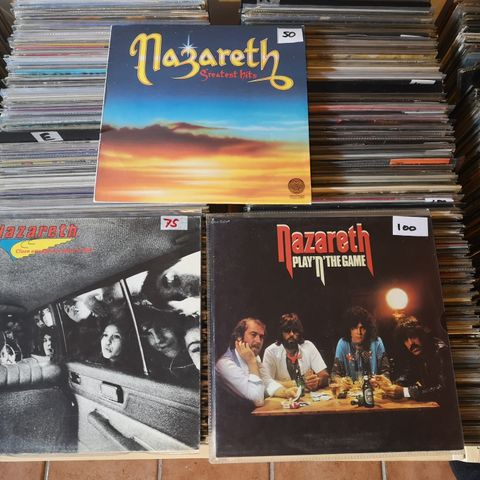 Nazareth
Greatest Hits
50
Nazareth
75
Nazareth
PLAY'N'THE GAME
100